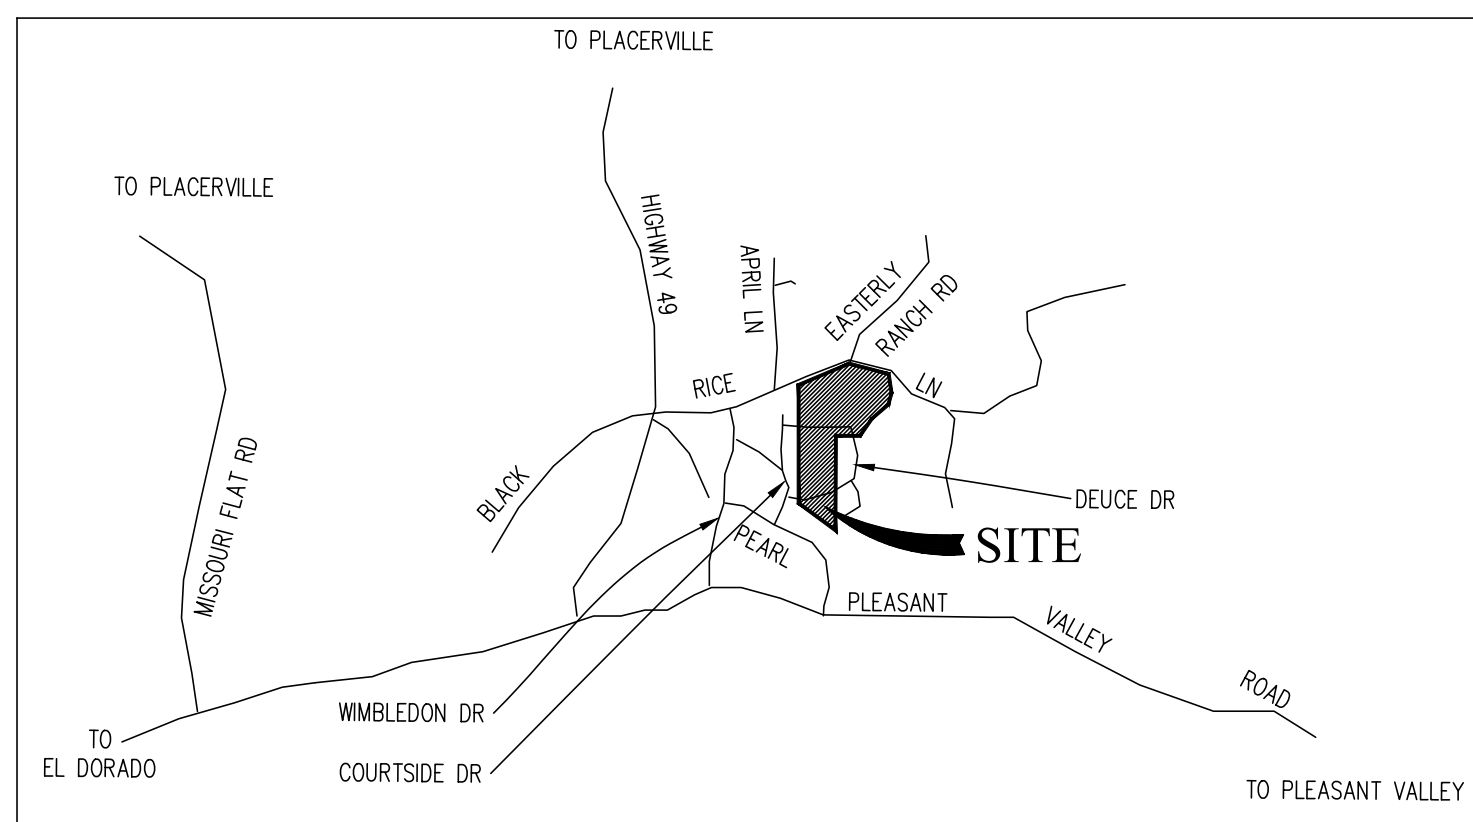 TO PLACERVILLE
TO PLACERVILLE
HIGHWAY 49
APRIL LN
EASTERLY
RANCH RD
RICE
LN
BLACK
MISSOURI FLAT RD
DEUCE DR
SITE
PEARL
PLEASANT
VALLEY
ROAD
WIMBLEDON DR
TO
EL DORADO
COURTSIDE DR
TO PLEASANT VALLEY